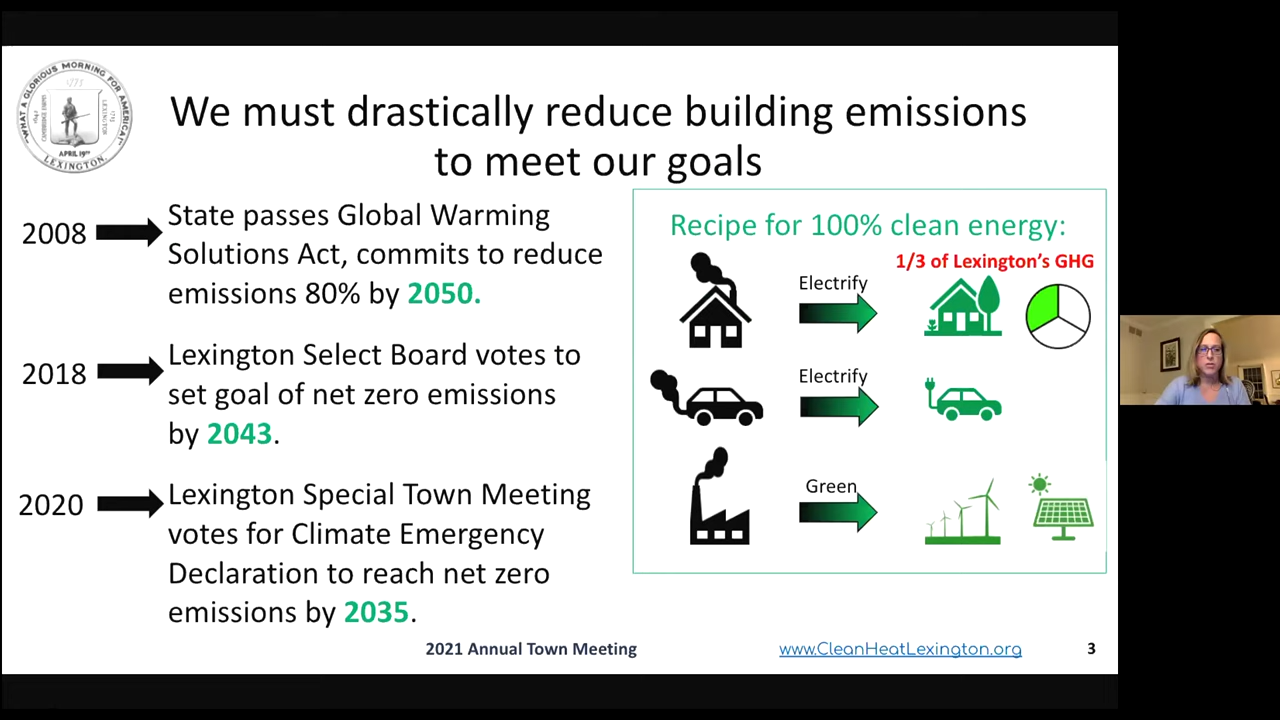 "WHAT A GLORIOUS MORNING FOR AMERICA!"
1775
APRIL 19TH
LEXINGTON
We must drastically reduce building emissions
to meet our goals
2008
State passes Global Warming
Solutions Act, commits to reduce
emissions 80% by 2050.
2018
Lexington Select Board votes to
set goal of net zero emissions
by 2043.
2020
Lexington Special Town Meeting
votes for Climate Emergency
Declaration to reach net zero
emissions by 2035.
Recipe for 100% clean energy:
1/3 of Lexington's GHG
Electrify
Electrify
Green
2021 Annual Town Meeting
www.CleanHeatLexington.org
3